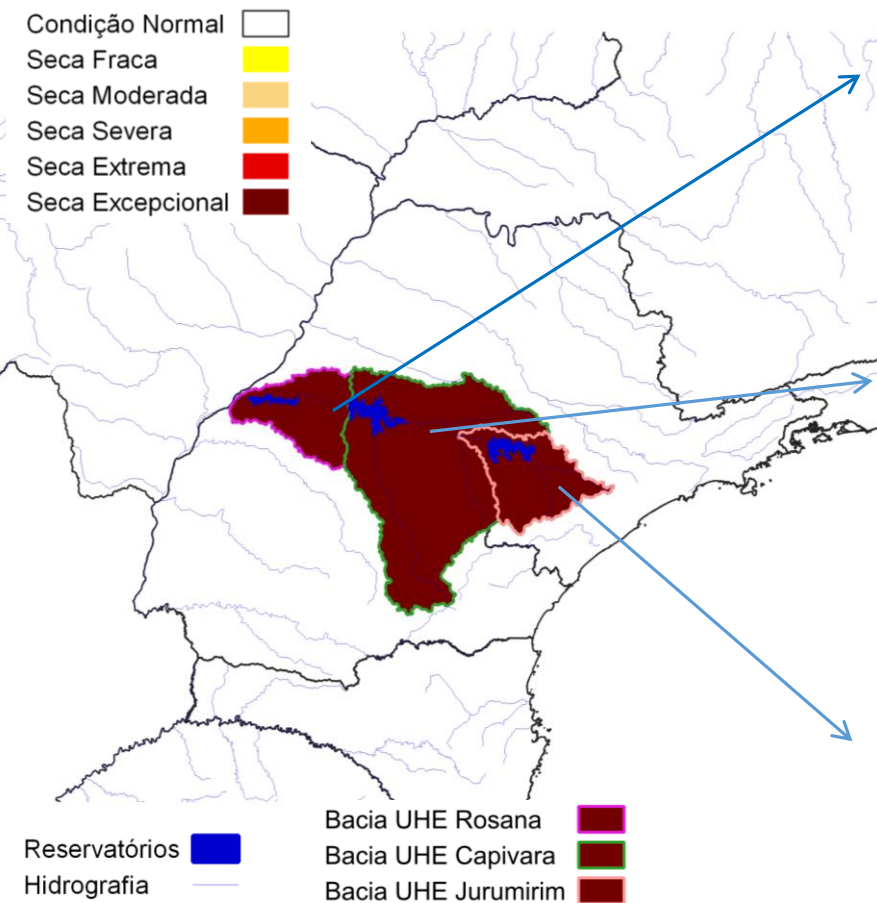 Condição Normal
Seca Fraca
Seca Moderada
Seca Severa
Seca Extrema
Seca Excepcional
Reservatórios
Hidrografia
Bacia UHE Rosana
Bacia UHE Capivara
Bacia UHE Jurumirim